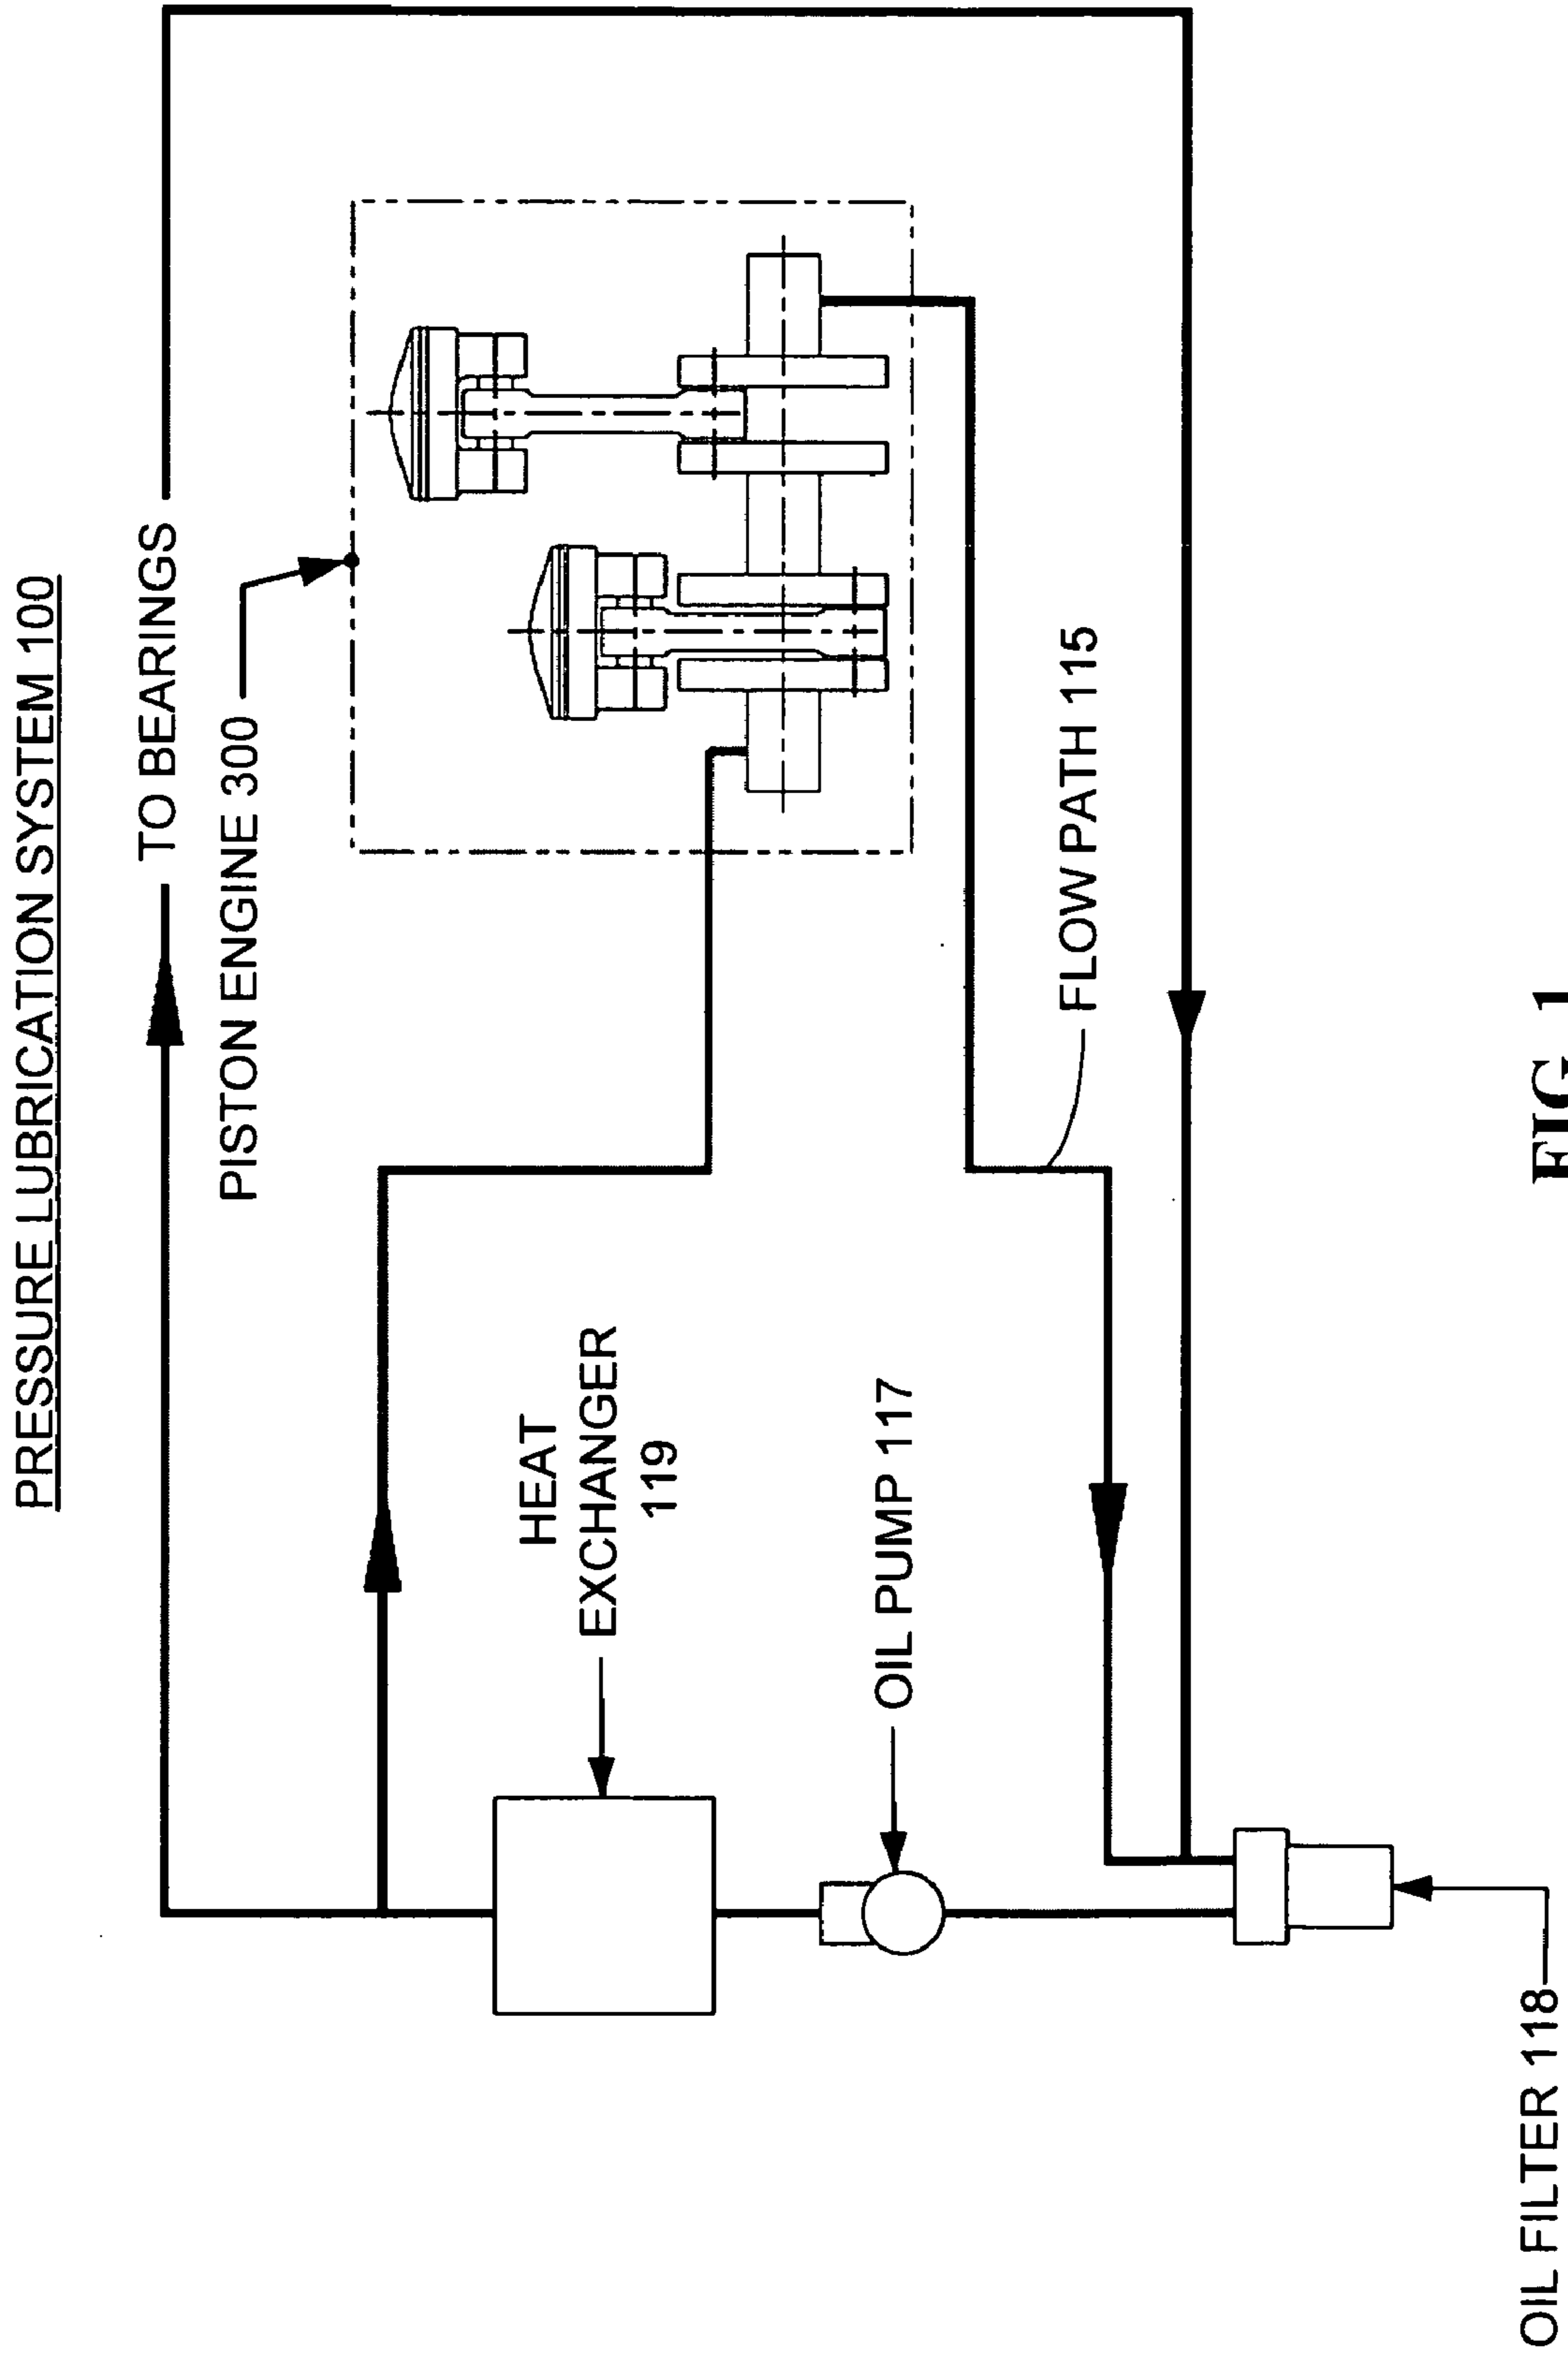 PRESSURE LUBRICATION SYSTEM 100
TO BEARINGS
PISTON ENGINE 300
HEAT
EXCHANGER
119
OIL PUMP 117
FLOW PATH 115
OIL FILTER 118
FIG. 1